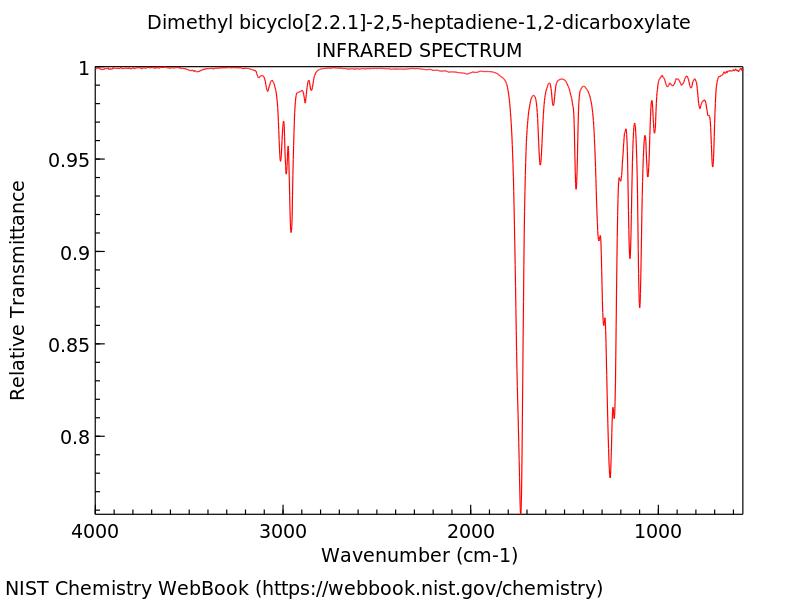 Dimethyl bicyclo[2.2.1]-2,5-heptadiene-1,2-dicarboxylate
INFRARED SPECTRUM
1
0.95
0.9
0.85
0.8
Relative Transmittance
4000 3000 2000 1000
Wavenumber (cm-1)
NIST Chemistry WebBook (https://webbook.nist.gov/chemistry)